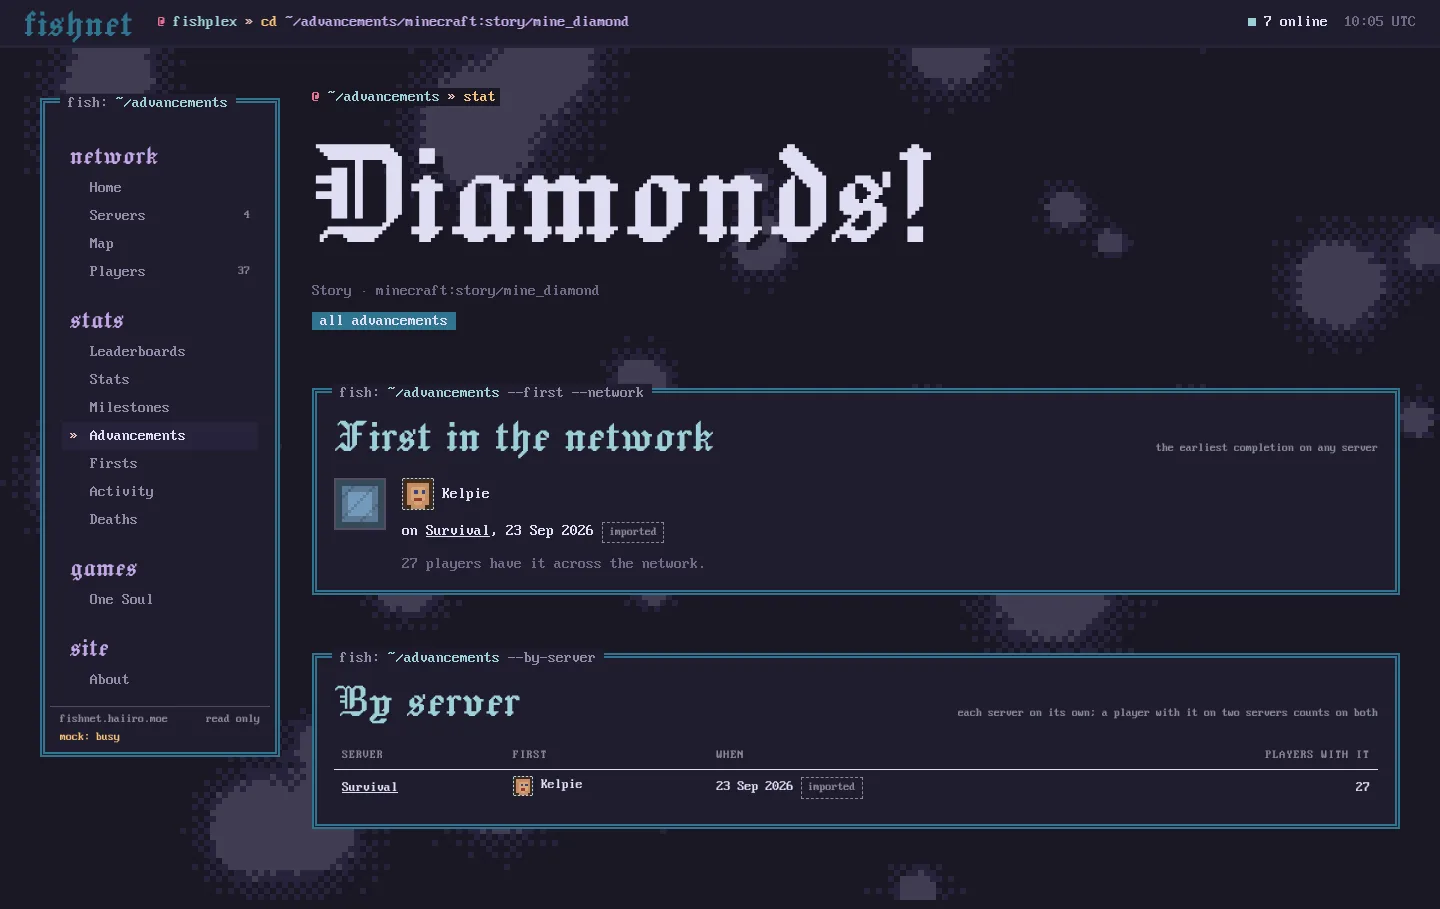 fishnet @ fishplex » cd ~/advancements/minecraft:story/mine_diamond 7 online 10:05 UTC
fish: ~/advancements
network
Home
Servers 4
Map
Players 37
stats
Leaderboards
Stats
Milestones
» Advancements
Firsts
Activity
Deaths
games
One Soul
site
About
fishnet.haiiro.moe read only
mock: busy
@ ~/advancements » stat
Diamonds!
Story · minecraft:story/mine_diamond
all advancements
fish: ~/advancements --first --network
First in the network
the earliest completion on any server
Kelpie
on Survival, 23 Sep 2026 imported
27 players have it across the network.
fish: ~/advancements --by-server
By server
each server on its own; a player with it on two servers counts on both
SERVER FIRST WHEN PLAYERS WITH IT
Survival Kelpie 23 Sep 2026 imported 27